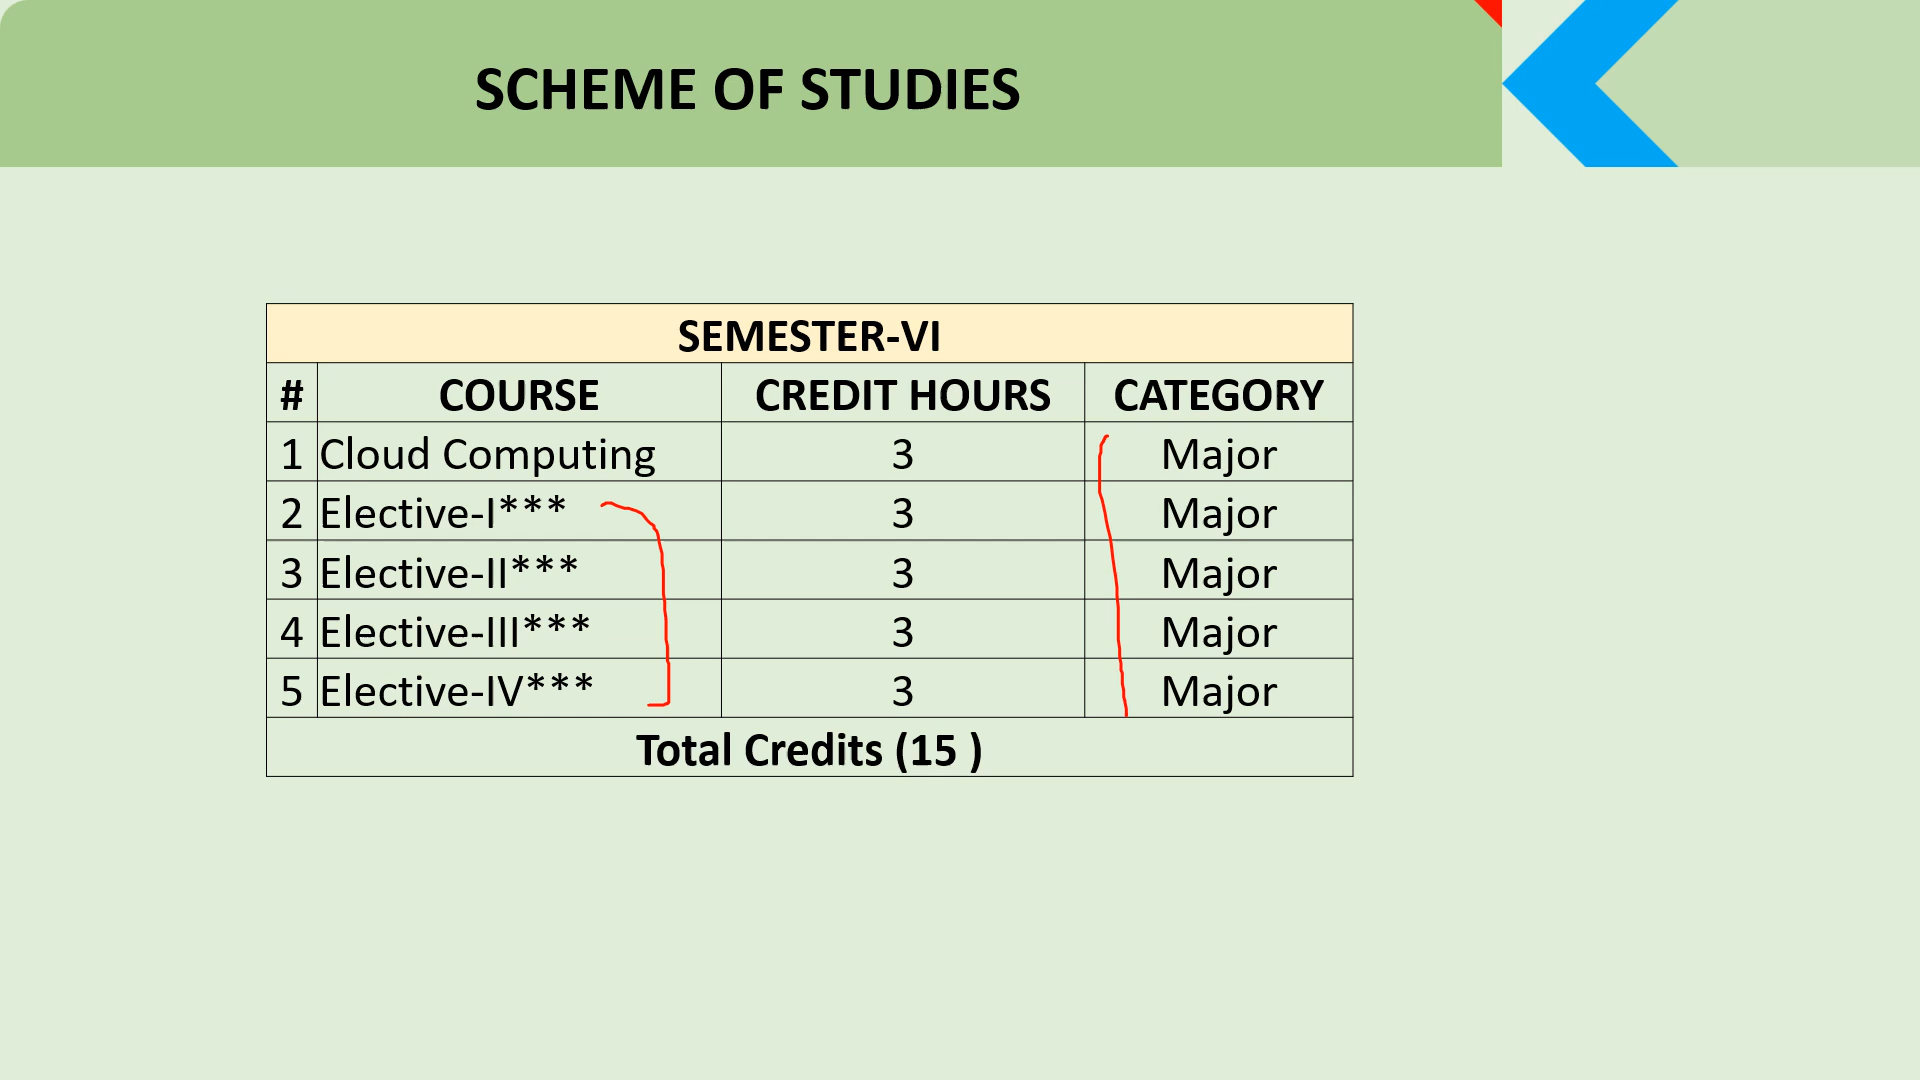 SCHEME OF STUDIES
SEMESTER-VI
# COURSE CREDIT HOURS CATEGORY
1 Cloud Computing 3 Major
2 Elective-I*** 3 Major
3 Elective-II*** 3 Major
4 Elective-III*** 3 Major
5 Elective-IV*** 3 Major
Total Credits (15 )